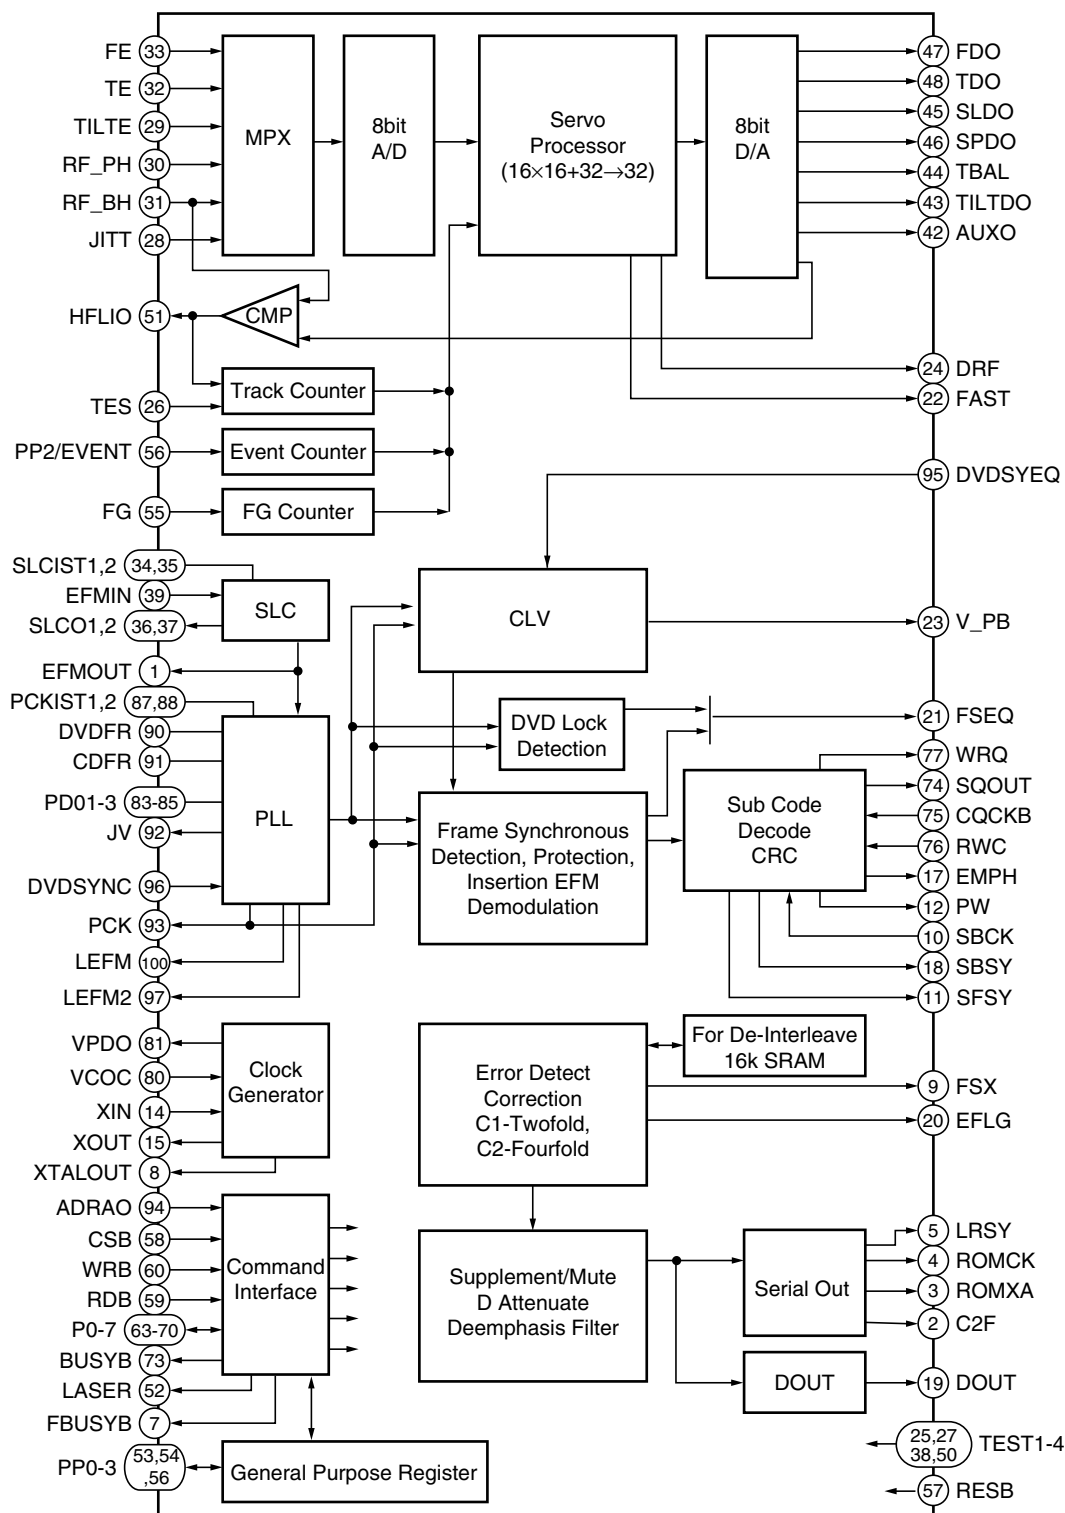 FE 33
TE 32
TILTE 29
RF_PH 30
RF_BH 31
JITT 28
HFLIO 51
TES 26
PP2/EVENT 56
FG 55
SLCIST1,2 34,35
EFMIN 39
SLCO1,2 36,37
EFMOUT 1
PCKIST1,2 87,88
DVDFR 90
CDFR 91
PD01-3 83-85
JV 92
DVDSYNC 96
PCK 93
LEFM 100
LEFM2 97
VPDO 81
VCOC 80
XIN 14
XOUT 15
XTALOUT 8
ADRAO 94
CSB 58
WRB 60
RDB 59
P0-7 63-70
BUSYB 73
LASER 52
FBUSYB 7
PP0-3 53,54
,56
MPX
8bit
A/D
Servo
Processor
(16×16+32→32)
8bit
D/A
CMP
Track Counter
Event Counter
FG Counter
SLC
CLV
DVD Lock
Detection
PLL
Frame Synchronous
Detection, Protection,
Insertion EFM
Demodulation
Sub Code
Decode
CRC
Clock
Generator
Error Detect
Correction
C1-Twofold,
C2-Fourfold
For De-Interleave
16k SRAM
Command
Interface
Supplement/Mute
D Attenuate
Deemphasis Filter
Serial Out
DOUT
General Purpose Register
47 FDO
48 TDO
45 SLDO
46 SPDO
44 TBAL
43 TILTDO
42 AUXO
24 DRF
22 FAST
95 DVDSYEQ
23 V_PB
21 FSEQ
77 WRQ
74 SQOUT
75 CQCKB
76 RWC
17 EMPH
12 PW
10 SBCK
18 SBSY
11 SFSY
9 FSX
20 EFLG
5 LRSY
4 ROMCK
3 ROMXA
2 C2F
19 DOUT
25,27
38,50 TEST1-4
57 RESB